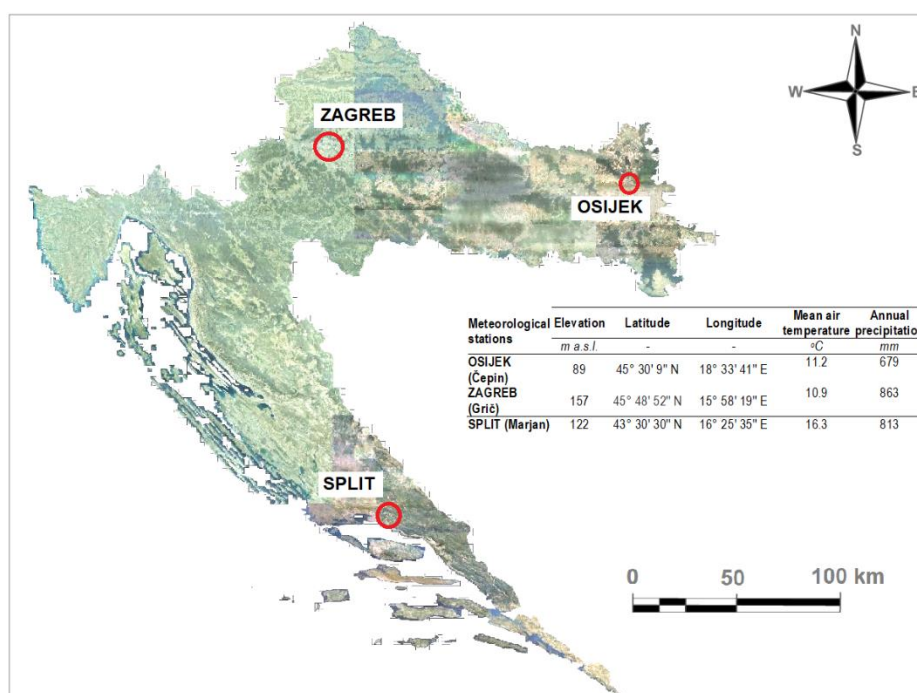 N
W E
S
ZAGREB
OSIJEK
Meteorological stations Elevation Latitude Longitude Mean air temperature Annual precipitation
m a.s.l. - - ºC mm
OSIJEK (Čepin) 89 45° 30' 9'' N 18° 33' 41'' E 11.2 679
ZAGREB (Grič) 157 45° 48' 52'' N 15° 58' 19'' E 10.9 863
SPLIT (Marjan) 122 43° 30' 30'' N 16° 25' 35'' E 16.3 813
SPLIT
0 50 100 km